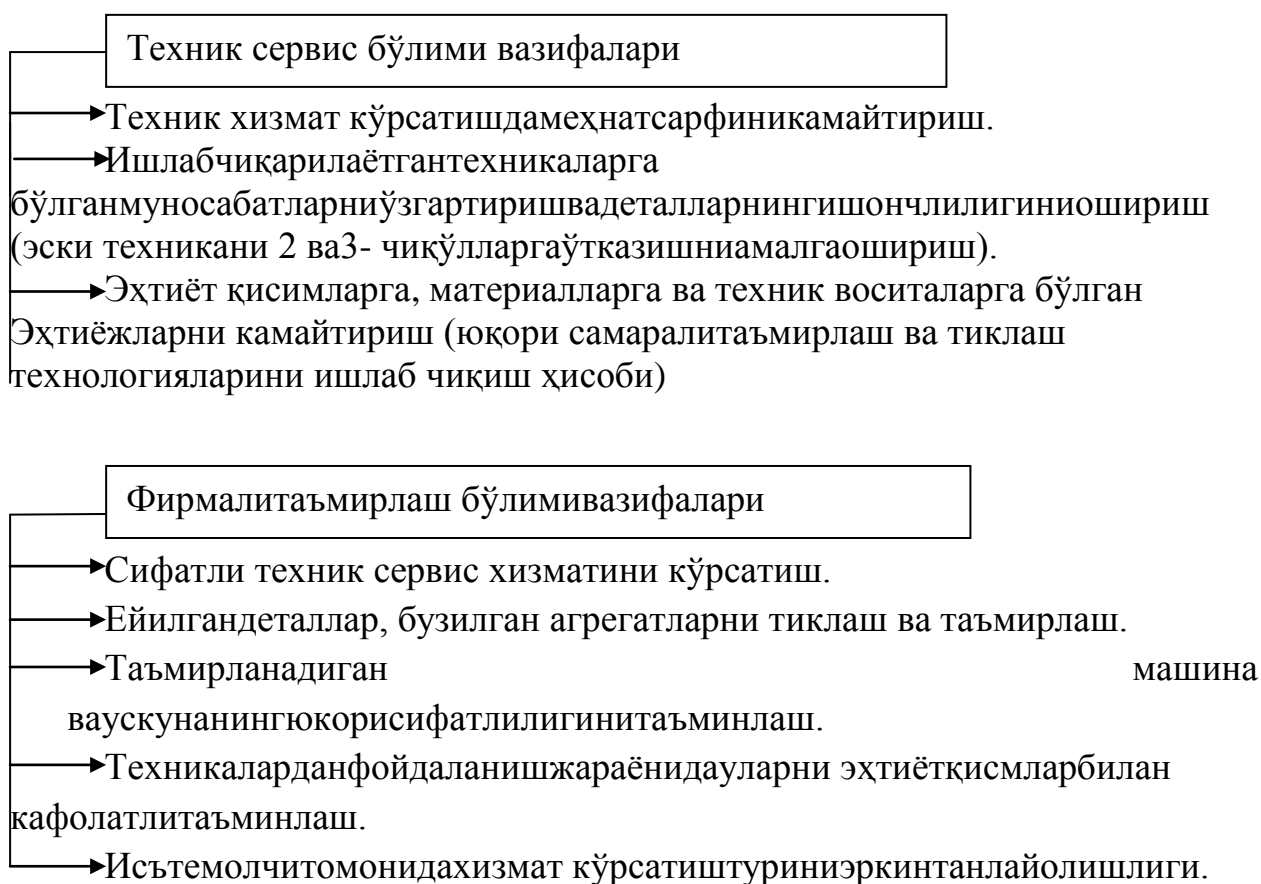 Техник сервис бўлими вазифалари
Техник хизмат кўрсатишдамеҳнатсарфиникамайтириш.
Ишлабчиқарилаётгантехникаларга
бўлганмуносабатларниўзгартиришвадеталларнингишончлилигиниошириш
(эски техникани 2 ва3- чиқўлларгаўтказишниамалгаошириш).
Эҳтиёт қисимларга, материалларга ва техник воситаларга бўлган
Эҳтиёжларни камайтириш (юқори самаралитаъмирлаш ва тиклаш
технологияларини ишлаб чиқиш ҳисоби)
Фирмалитаъмирлаш бўлимивазифалари
Сифатли техник сервис хизматини кўрсатиш.
Ейилгандеталлар, бузилган агрегатларни тиклаш ва таъмирлаш.
Таъмирланадиган машина
ваускунанингюкорисифатлилигинитаъминлаш.
Техникаларданфойдаланишжараёнидауларни эҳтиётқисмларбилан
кафолатлитаъминлаш.
Исътемолчитомонидахизмат кўрсатиштуриниэркинтанлайолишлиги.